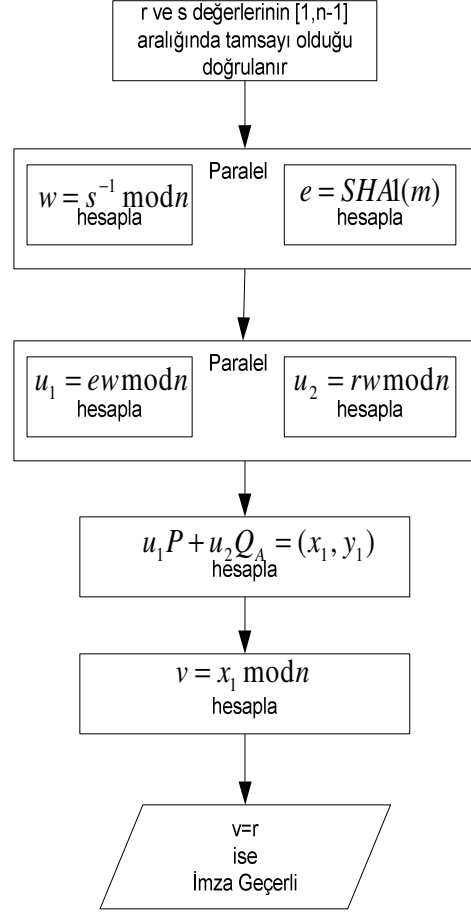 r ve s değerlerinin [1,n-1]
aralığında tamsayı olduğu
doğrulanır
Paralel
w = s⁻¹ mod n
hesapla
e = SHA1(m)
hesapla
Paralel
u₁ = ew mod n
hesapla
u₂ = rw mod n
hesapla
u₁P + u₂Q_A = (x₁, y₁)
hesapla
v = x₁ mod n
hesapla
v=r
ise
İmza Geçerli